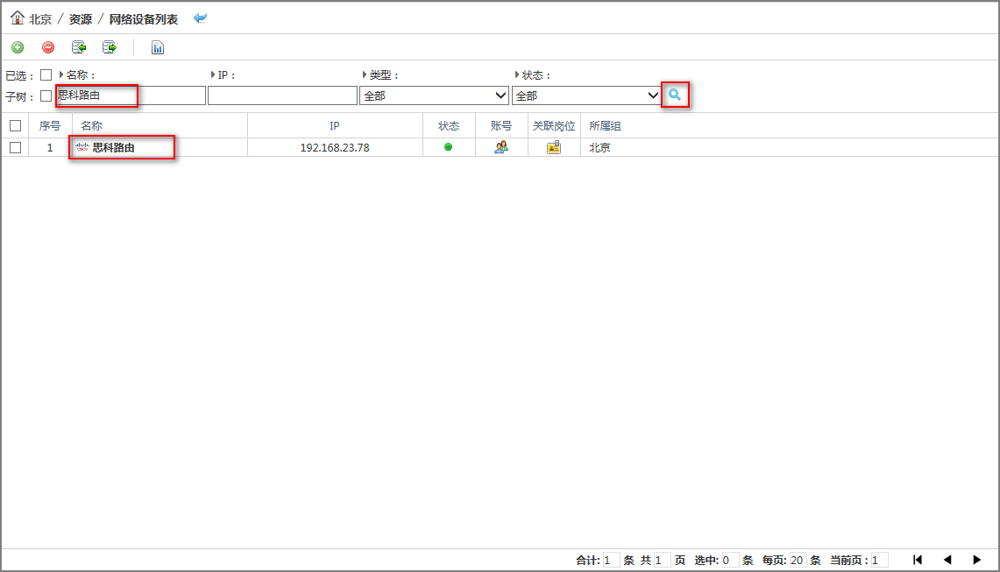 北京 / 资源 / 网络设备列表
已选： 名称： IP： 类型： 状态：
子树： 思科路由 全部 全部
序号 名称 IP 状态 账号 关联岗位 所属组
1 思科路由 192.168.23.78 北京
合计: 1 条 共 1 页 选中: 0 条 每页: 20 条 当前页: 1